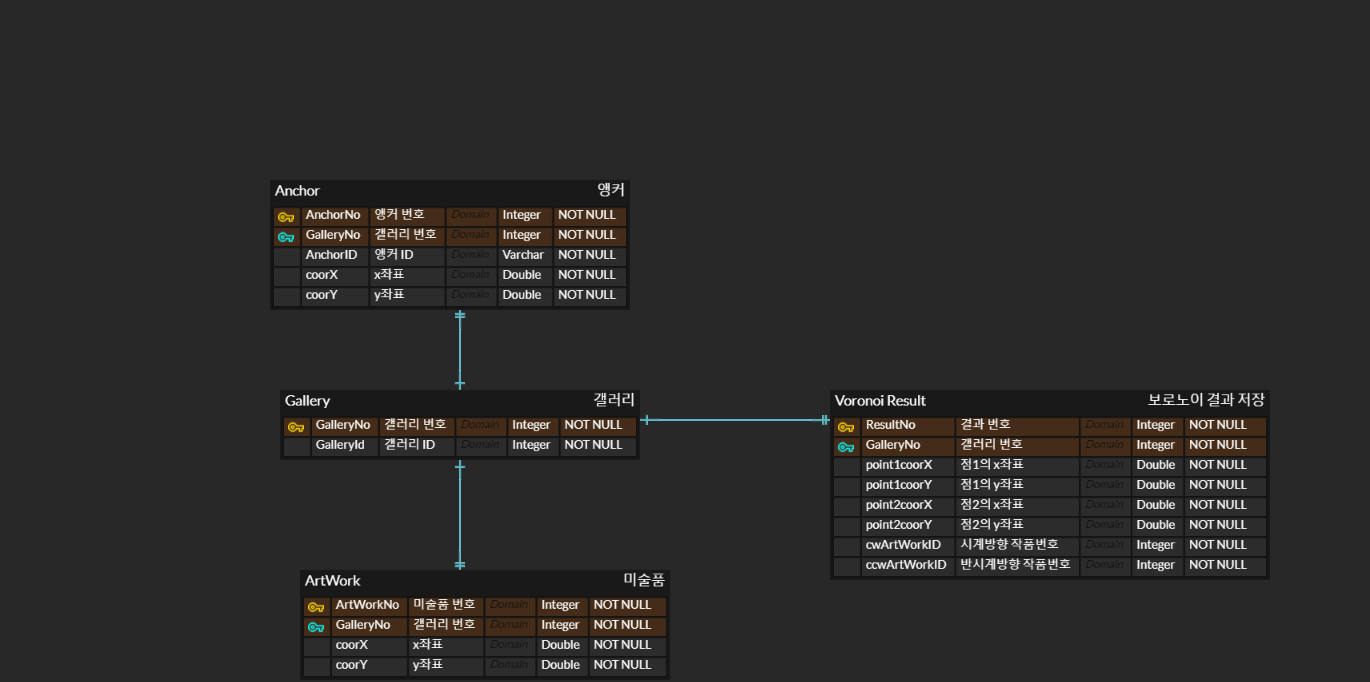 Anchor 앵커
AnchorNo 앵커 번호 Domain Integer NOT NULL
GalleryNo 갤러리 번호 Domain Integer NOT NULL
AnchorID 앵커 ID Domain Varchar NOT NULL
coorX x좌표 Domain Double NOT NULL
coorY y좌표 Domain Double NOT NULL
Gallery 갤러리
GalleryNo 갤러리 번호 Domain Integer NOT NULL
GalleryId 갤러리 ID Domain Integer NOT NULL
Voronoi Result 보로노이 결과 저장
ResultNo 결과 번호 Domain Integer NOT NULL
GalleryNo 갤러리 번호 Domain Integer NOT NULL
point1coorX 점1의 x좌표 Domain Double NOT NULL
point1coorY 점1의 y좌표 Domain Double NOT NULL
point2coorX 점2의 x좌표 Domain Double NOT NULL
point2coorY 점2의 y좌표 Domain Double NOT NULL
cwArtWorkID 시계방향 작품번호 Domain Integer NOT NULL
ccwArtWorkID 반시계방향 작품번호 Domain Integer NOT NULL
ArtWork 미술품
ArtWorkNo 미술품 번호 Domain Integer NOT NULL
GalleryNo 갤러리 번호 Domain Integer NOT NULL
coorX x좌표 Domain Double NOT NULL
coorY y좌표 Domain Double NOT NULL